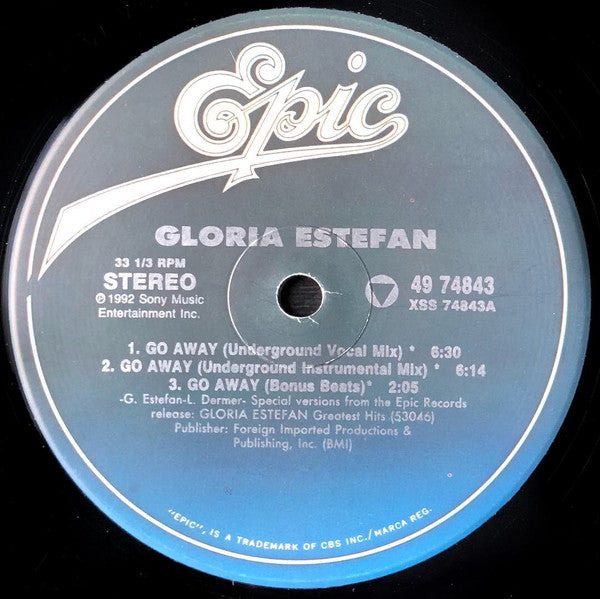 Epic
GLORIA ESTEFAN
33 1/3 RPM
STEREO
℗ 1992 Sony Music
Entertainment Inc.
49 74843
XSS 74843A
1. GO AWAY (Underground Vocal Mix) * 6:30
2. GO AWAY (Underground Instrumental Mix) * 6:14
3. GO AWAY (Bonus Beats)* 2:05
-G. Estefan-L. Dermer- Special versions from the Epic Records
release: GLORIA ESTEFAN Greatest Hits (53046)
Publisher: Foreign Imported Productions &
Publishing, Inc. (BMI)
"EPIC", IS A TRADEMARK OF CBS INC./MARCA REG.